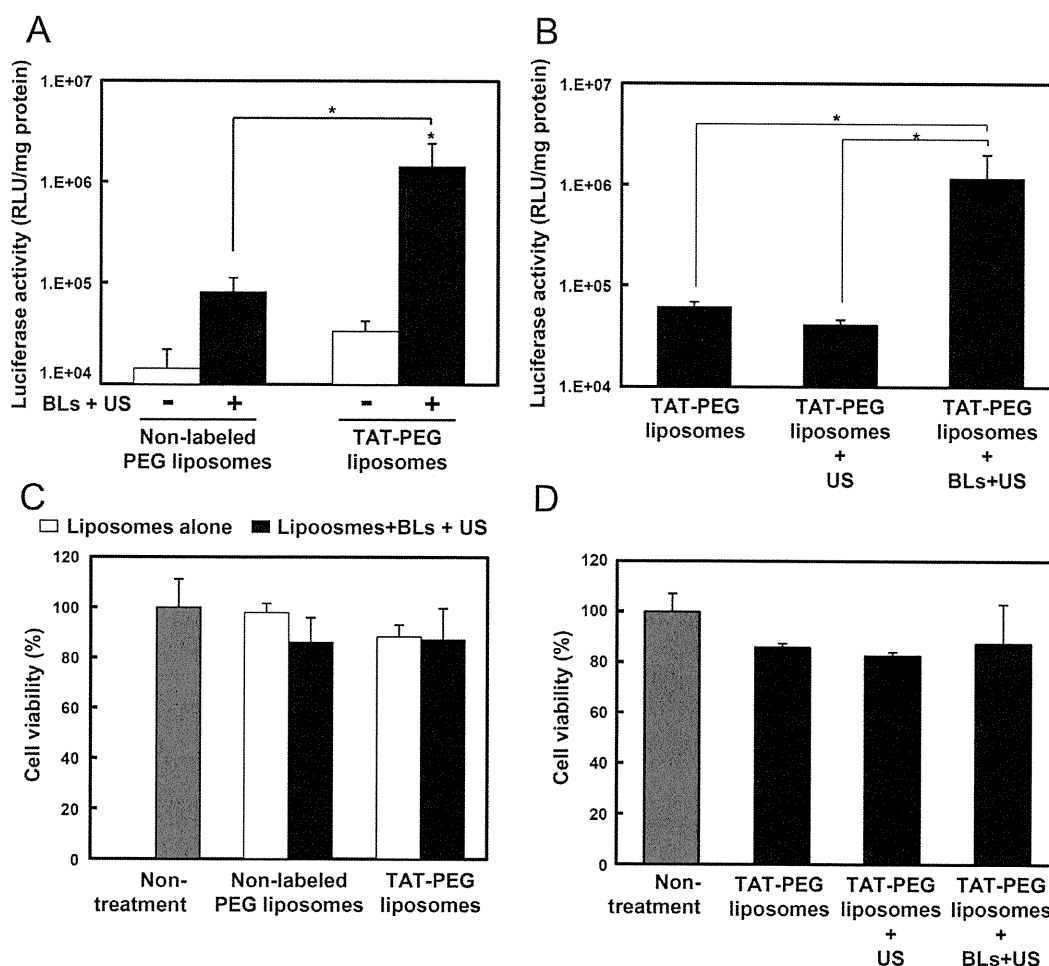 A
Luciferase activity (RLU/mg protein)
1.E+07
1.E+06
1.E+05
1.E+04
*
*
BLs + US
- + - +
Non-labeled
PEG liposomes
TAT-PEG
liposomes
B
Luciferase activity (RLU/mg protein)
1.E+07
1.E+06
1.E+05
1.E+04
*
*
TAT-PEG
liposomes
TAT-PEG
liposomes
+
US
TAT-PEG
liposomes
+
BLs+US
C
Liposomes alone
Lipoosmes+BLs + US
Cell viability (%)
120
100
80
60
40
20
0
Non-
treatment
Non-labeled
PEG liposomes
TAT-PEG
liposomes
D
Cell viability (%)
120
100
80
60
40
20
0
Non-
treatment
TAT-PEG
liposomes
TAT-PEG
liposomes
+
US
TAT-PEG
liposomes
+
BLs+US